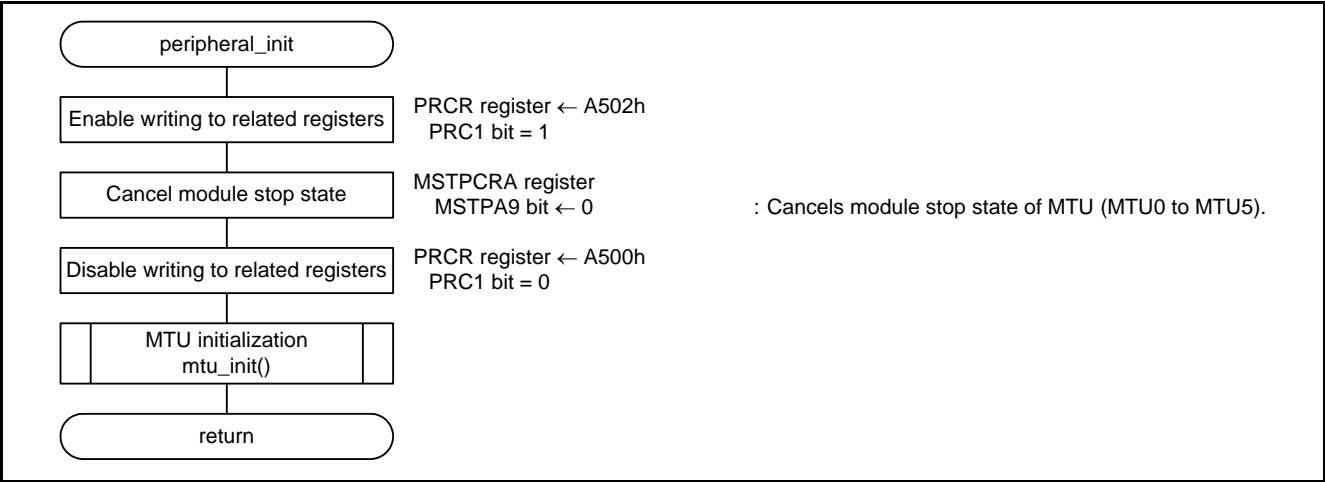 peripheral_init
Enable writing to related registers
PRCR register ← A502h
PRC1 bit = 1
Cancel module stop state
MSTPCRA register
MSTPA9 bit ← 0 : Cancels module stop state of MTU (MTU0 to MTU5).
Disable writing to related registers
PRCR register ← A500h
PRC1 bit = 0
MTU initialization
mtu_init()
return